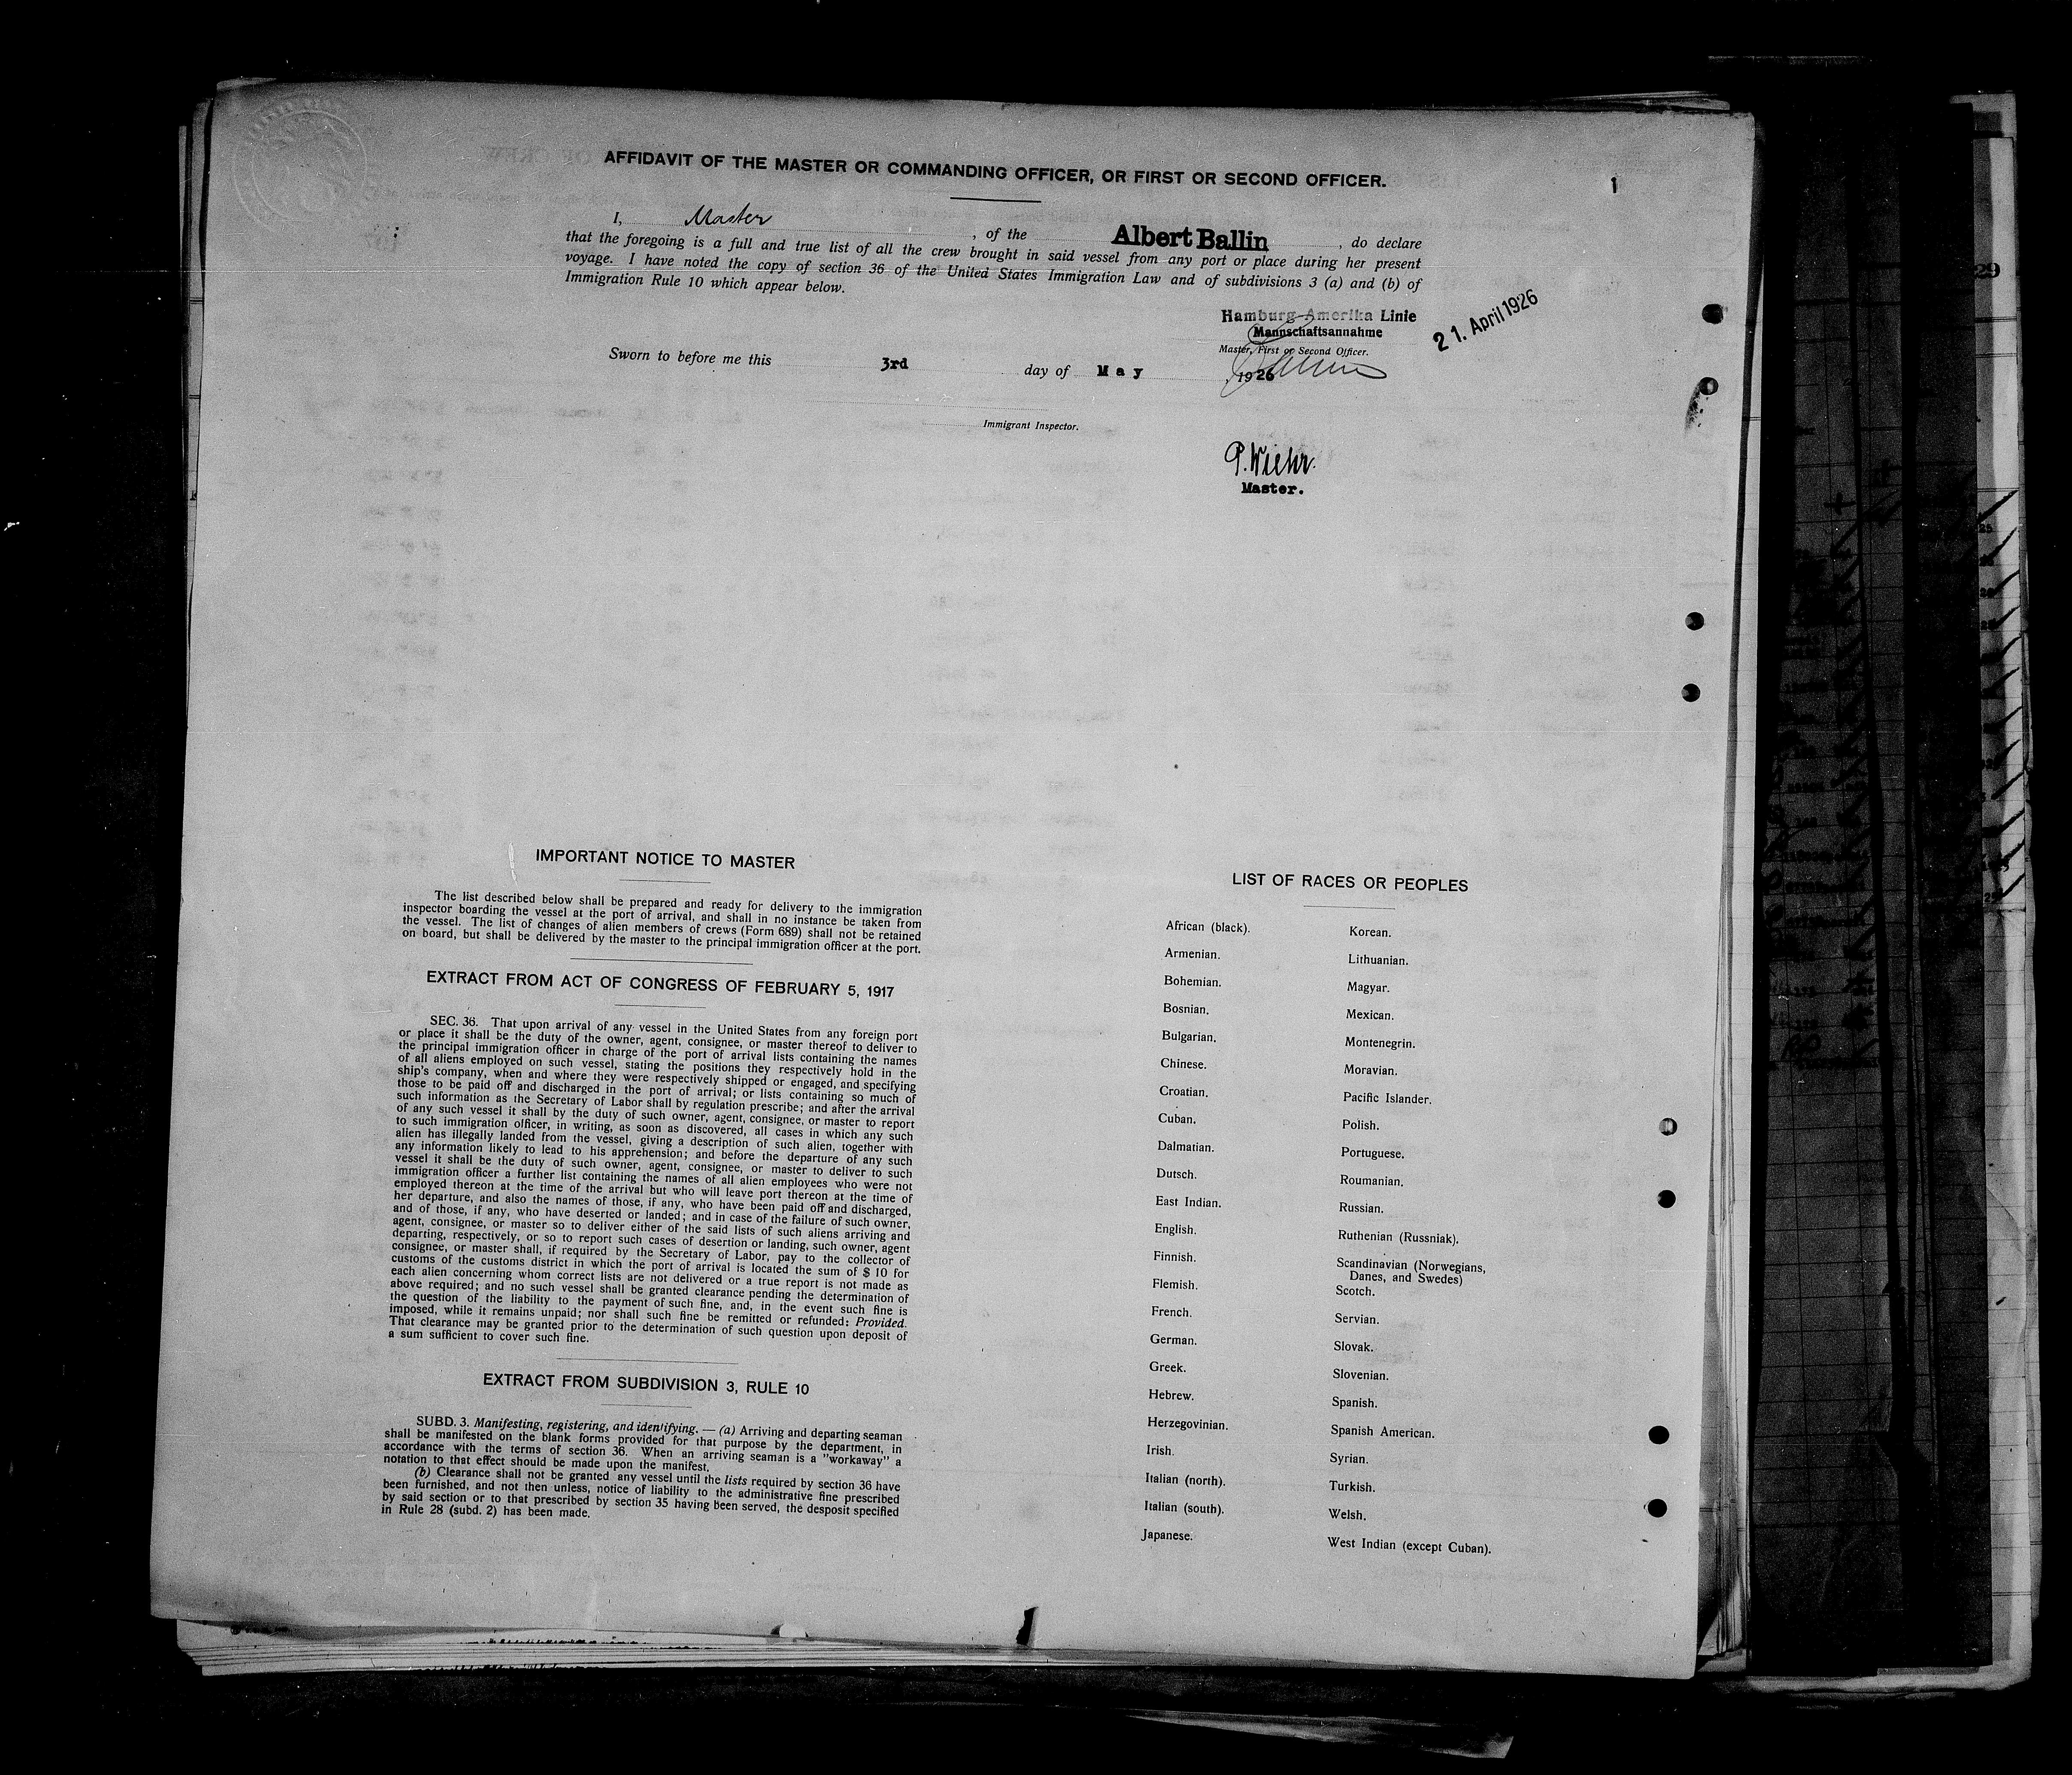 AFFIDAVIT OF THE MASTER OR COMMANDING OFFICER, OR FIRST OR SECOND OFFICER.
1
I, Master , of the Albert Ballin , do declare
that the foregoing is a full and true list of all the crew brought in said vessel from any port or place during her present
voyage. I have noted the copy of section 36 of the United States Immigration Law and of subdivisions 3 (a) and (b) of
Immigration Rule 10 which appear below.
Hamburg-Amerika Linie
Mannschaftsannahme
21. April 1926
Master, First or Second Officer.
Sworn to before me this 3rd day of May , 1926
Immigrant Inspector.
P. Wiehr.
Master.
IMPORTANT NOTICE TO MASTER
The list described below shall be prepared and ready for delivery to the immigration
inspector boarding the vessel at the port of arrival, and shall in no instance be taken from
the vessel. The list of changes of alien members of crews (Form 689) shall not be retained
on board, but shall be delivered by the master to the principal immigration officer at the port.
EXTRACT FROM ACT OF CONGRESS OF FEBRUARY 5, 1917
SEC. 36. That upon arrival of any vessel in the United States from any foreign port
or place it shall be the duty of the owner, agent, consignee, or master thereof to deliver to
the principal immigration officer in charge of the port of arrival lists containing the names
of all aliens employed on such vessel, stating the positions they respectively hold in the
ship's company, when and where they were respectively shipped or engaged, and specifying
those to be paid off and discharged in the port of arrival; or lists containing so much of
such information as the Secretary of Labor shall by regulation prescribe; and after the arrival
of any such vessel it shall by the duty of such owner, agent, consignee, or master to report
to such immigration officer, in writing, as soon as discovered, all cases in which any such
alien has illegally landed from the vessel, giving a description of such alien, together with
any information likely to lead to his apprehension; and before the departure of any such
vessel it shall be the duty of such owner, agent, consignee, or master to deliver to such
immigration officer a further list containing the names of all alien employees who were not
employed thereon at the time of the arrival but who will leave port thereon at the time of
her departure, and also the names of those, if any, who have been paid off and discharged,
and of those, if any, who have deserted or landed; and in case of the failure of such owner,
agent, consignee, or master so to deliver either of the said lists of such aliens arriving and
departing, respectively, or so to report such cases of desertion or landing, such owner, agent
consignee, or master shall, if required by the Secretary of Labor, pay to the collector of
customs of the customs district in which the port of arrival is located the sum of $ 10 for
each alien concerning whom correct lists are not delivered or a true report is not made as
above required; and no such vessel shall be granted clearance pending the determination of
the question of the liability to the payment of such fine, and, in the event such fine is
imposed, while it remains unpaid; nor shall such fine be remitted or refunded: Provided.
That clearance may be granted prior to the determination of such question upon deposit of
a sum sufficient to cover such fine.
EXTRACT FROM SUBDIVISION 3, RULE 10
SUBD. 3. Manifesting, registering, and identifying. — (a) Arriving and departing seaman
shall be manifested on the blank forms provided for that purpose by the department, in
accordance with the terms of section 36. When an arriving seaman is a "workaway" a
notation to that effect should be made upon the manifest.
(b) Clearance shall not be granted any vessel until the lists required by section 36 have
been furnished, and not then unless, notice of liability to the administrative fine prescribed
by said section or to that prescribed by section 35 having been served, the desposit specified
in Rule 28 (subd. 2) has been made.
LIST OF RACES OR PEOPLES
African (black).
Armenian.
Bohemian.
Bosnian.
Bulgarian.
Chinese.
Croatian.
Cuban.
Dalmatian.
Dutsch.
East Indian.
English.
Finnish.
Flemish.
French.
German.
Greek.
Hebrew.
Herzegovinian.
Irish.
Italian (north).
Italian (south).
Japanese.
Korean.
Lithuanian.
Magyar.
Mexican.
Montenegrin.
Moravian.
Pacific Islander.
Polish.
Portuguese.
Roumanian.
Russian.
Ruthenian (Russniak).
Scandinavian (Norwegians,
Danes, and Swedes)
Scotch.
Servian.
Slovak.
Slovenian.
Spanish.
Spanish American.
Syrian.
Turkish.
Welsh.
West Indian (except Cuban).
29